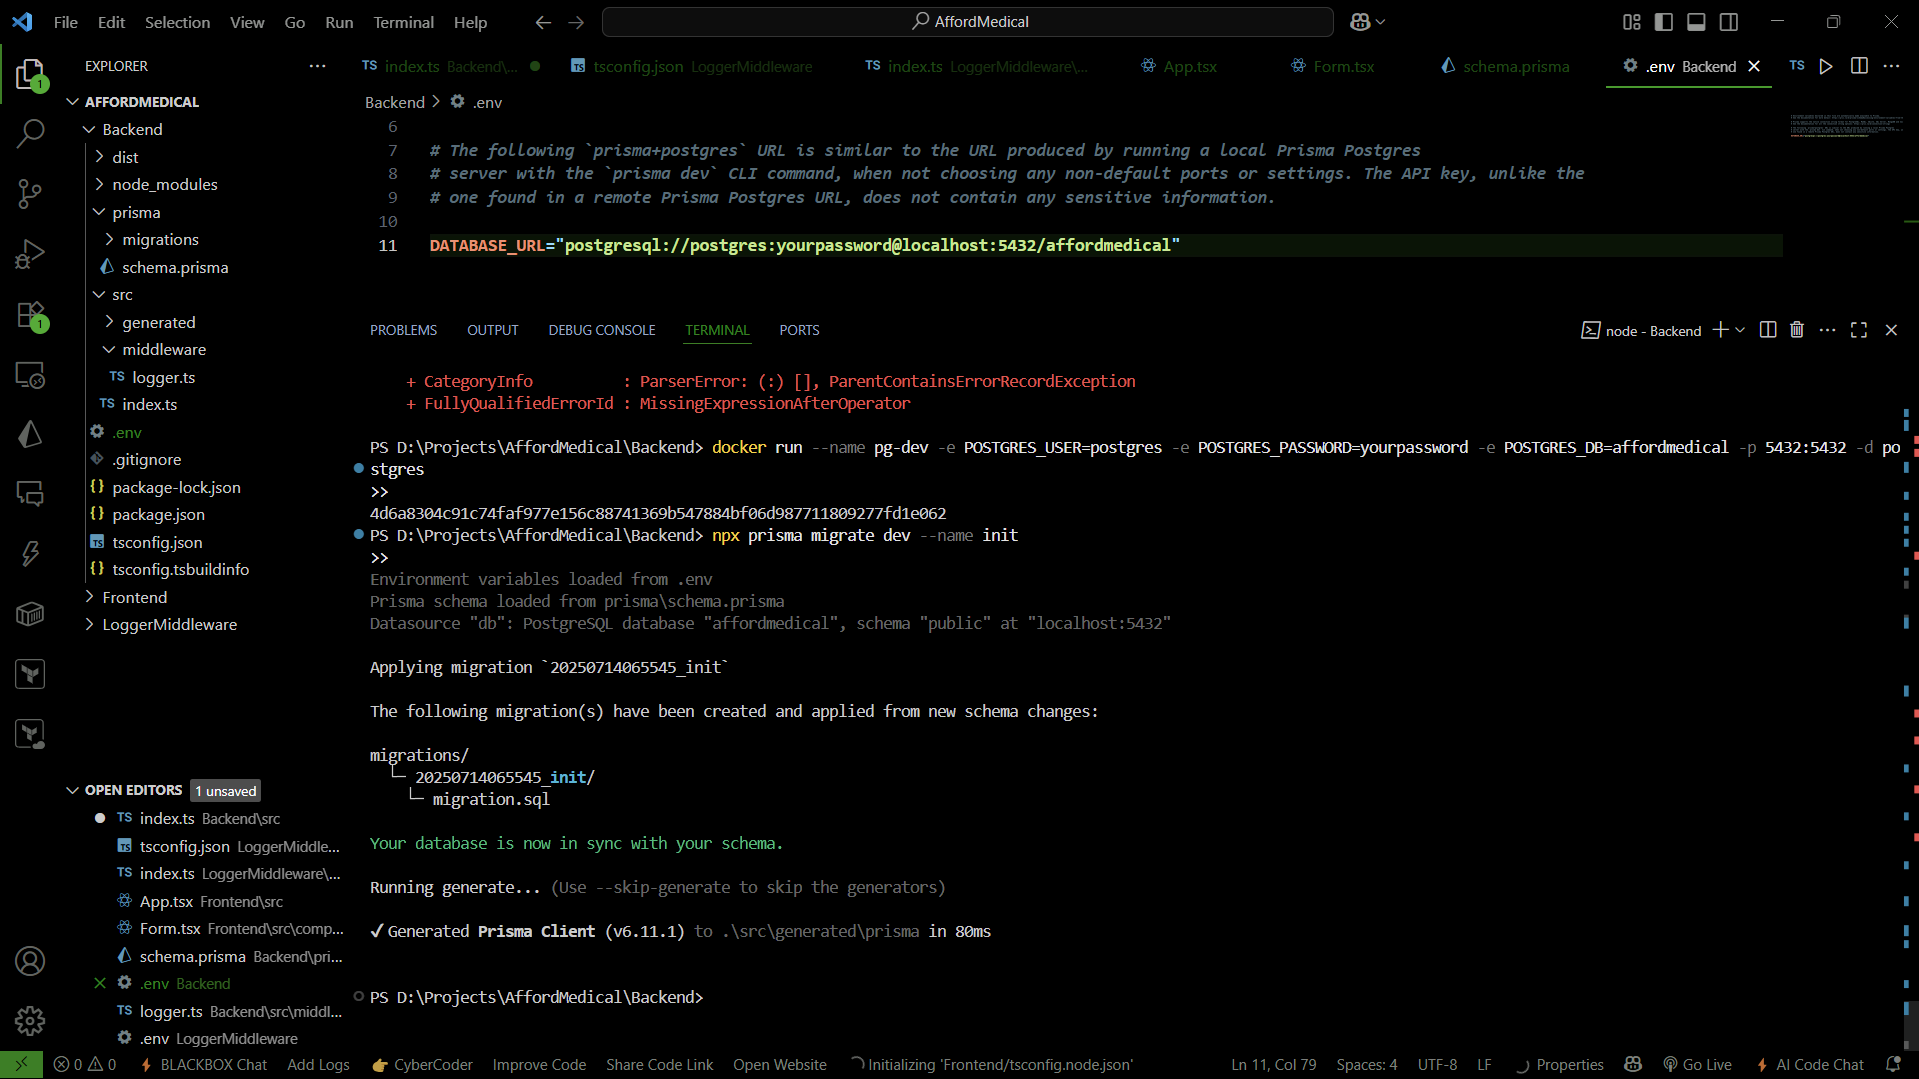 File Edit Selection View Go Run Terminal Help
AffordMedical
EXPLORER
TS index.ts Backend\...
TS tsconfig.json LoggerMiddleware
TS index.ts LoggerMiddleware\...
App.tsx
Form.tsx
schema.prisma
.env Backend
TS
AFFORDMEDICAL
Backend
dist
node_modules
prisma
migrations
schema.prisma
src
generated
middleware
TS logger.ts
TS index.ts
.env
.gitignore
{} package-lock.json
{} package.json
TS tsconfig.json
{} tsconfig.tsbuildinfo
Frontend
LoggerMiddleware
1
1
OPEN EDITORS 1 unsaved
TS index.ts Backend\src
TS tsconfig.json LoggerMiddle...
TS index.ts LoggerMiddleware\...
App.tsx Frontend\src
Form.tsx Frontend\src\comp...
schema.prisma Backend\pri...
.env Backend
TS logger.ts Backend\src\middl...
.env LoggerMiddleware
Backend > .env
6
7 # The following `prisma+postgres` URL is similar to the URL produced by running a local Prisma Postgres
8 # server with the `prisma dev` CLI command, when not choosing any non-default ports or settings. The API key, unlike the
9 # one found in a remote Prisma Postgres URL, does not contain any sensitive information.
10
11 DATABASE_URL="postgresql://postgres:yourpassword@localhost:5432/affordmedical"
PROBLEMS OUTPUT DEBUG CONSOLE TERMINAL PORTS
node - Backend
+ CategoryInfo : ParserError: (:) [], ParentContainsErrorRecordException
+ FullyQualifiedErrorId : MissingExpressionAfterOperator
PS D:\Projects\AffordMedical\Backend> docker run --name pg-dev -e POSTGRES_USER=postgres -e POSTGRES_PASSWORD=yourpassword -e POSTGRES_DB=affordmedical -p 5432:5432 -d po
stgres
>>
4d6a8304c91c74faf977e156c88741369b547884bf06d987711809277fd1e062
PS D:\Projects\AffordMedical\Backend> npx prisma migrate dev --name init
>>
Environment variables loaded from .env
Prisma schema loaded from prisma\schema.prisma
Datasource "db": PostgreSQL database "affordmedical", schema "public" at "localhost:5432"
Applying migration `20250714065545_init`
The following migration(s) have been created and applied from new schema changes:
migrations/
└─ 20250714065545_init/
└─ migration.sql
Your database is now in sync with your schema.
Running generate... (Use --skip-generate to skip the generators)
✔ Generated Prisma Client (v6.11.1) to .\src\generated\prisma in 80ms
PS D:\Projects\AffordMedical\Backend>
0 0 BLACKBOX Chat Add Logs CyberCoder Improve Code Share Code Link Open Website Initializing 'Frontend/tsconfig.node.json' Ln 11, Col 79 Spaces: 4 UTF-8 LF Properties Go Live AI Code Chat